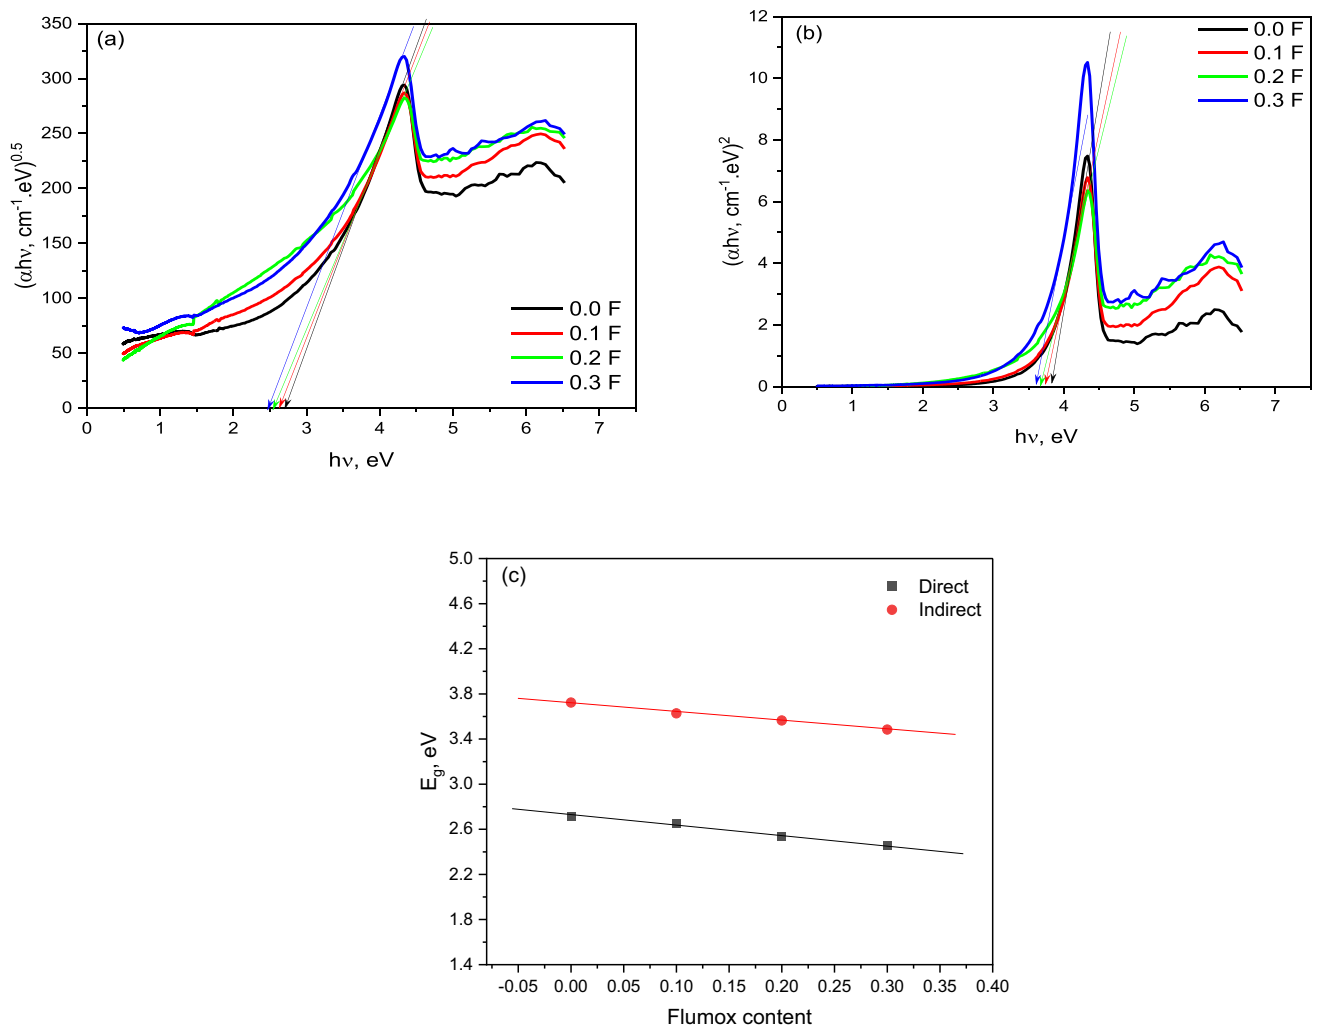 (a)
350
300
250
200
150
100
50
0
(αhν, cm-1.eV)0.5
0 1 2 3 4 5 6 7
hν, eV
0.0 F
0.1 F
0.2 F
0.3 F
(b)
12
10
8
6
4
2
0
(αhν, cm-1.eV)2
0 1 2 3 4 5 6 7
hν, eV
0.0 F
0.1 F
0.2 F
0.3 F
(c)
5.0
4.6
4.2
3.8
3.4
3.0
2.6
2.2
1.8
1.4
Eg, eV
Direct
Indirect
-0.05 0.00 0.05 0.10 0.15 0.20 0.25 0.30 0.35 0.40
Flumox content